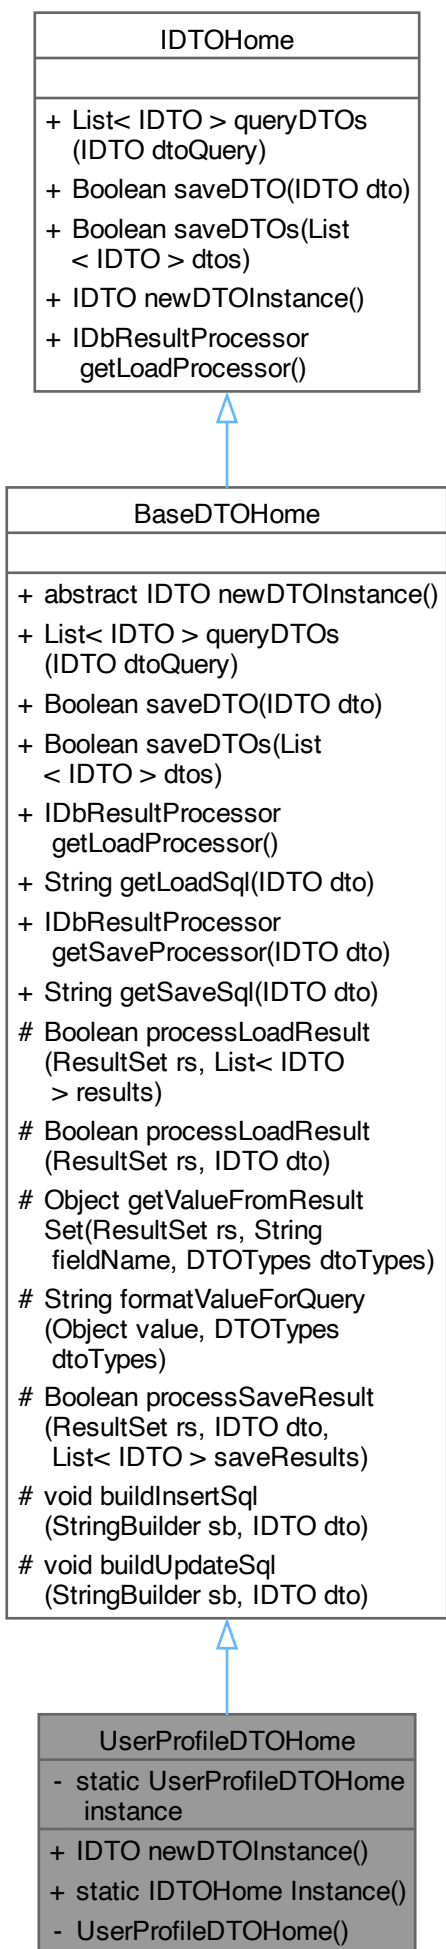 IDTOHome
+ List< IDTO > queryDTOs
(IDTO dtoQuery)
+ Boolean saveDTO(IDTO dto)
+ Boolean saveDTOs(List
< IDTO > dtos)
+ IDTO newDTOInstance()
+ IDbResultProcessor
getLoadProcessor()
BaseDTOHome
+ abstract IDTO newDTOInstance()
+ List< IDTO > queryDTOs
(IDTO dtoQuery)
+ Boolean saveDTO(IDTO dto)
+ Boolean saveDTOs(List
< IDTO > dtos)
+ IDbResultProcessor
getLoadProcessor()
+ String getLoadSql(IDTO dto)
+ IDbResultProcessor
getSaveProcessor(IDTO dto)
+ String getSaveSql(IDTO dto)
# Boolean processLoadResult
(ResultSet rs, List< IDTO
> results)
# Boolean processLoadResult
(ResultSet rs, IDTO dto)
# Object getValueFromResult
Set(ResultSet rs, String
fieldName, DTOTypes dtoTypes)
# String formatValueForQuery
(Object value, DTOTypes
dtoTypes)
# Boolean processSaveResult
(ResultSet rs, IDTO dto,
List< IDTO > saveResults)
# void buildInsertSql
(StringBuilder sb, IDTO dto)
# void buildUpdateSql
(StringBuilder sb, IDTO dto)
UserProfileDTOHome
- static UserProfileDTOHome
instance
+ IDTO newDTOInstance()
+ static IDTOHome Instance()
- UserProfileDTOHome()